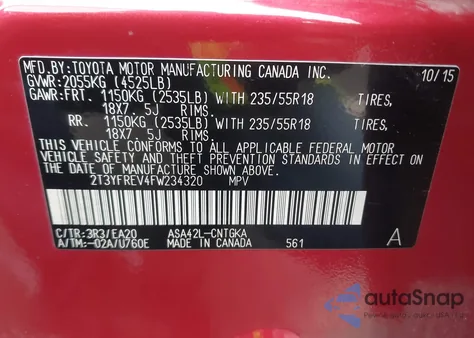 MFD.BY:TOYOTA MOTOR MANUFACTURING CANADA INC. 10/15
GVWR:2055KG (4525LB)
GAWR:FRT. 1150KG (2535LB) WITH 235/55R18 TIRES,
18X7.5J RIMS.
RR. 1150KG (2535LB) WITH 235/55R18 TIRES,
18X7.5J RIMS.
THIS VEHICLE CONFORMS TO ALL APPLICABLE FEDERAL MOTOR
VEHICLE SAFETY AND THEFT PREVENTION STANDARDS IN EFFECT ON
THE DATE OF MANUFACTURE SHOWN ABOVE.
2T3YFREV4FW234320 MPV
C/TR:3R3/EA20 ASA42L-CNTGKA
A/TM:-02A/U760E MADE IN CANADA 561 A
autoSnap